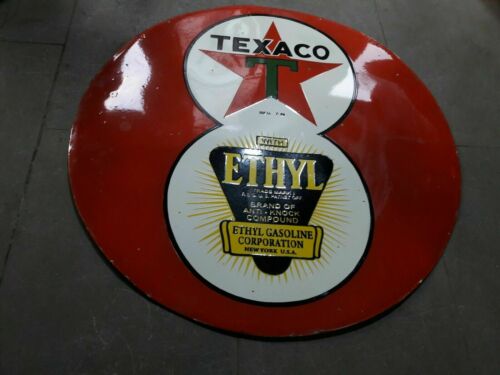 TEXACO
T
WITH
ETHYL
TRADE MARK
BRAND OF
ANTI-KNOCK
COMPOUND
ETHYL GASOLINE
CORPORATION
NEW YORK U.S.A.